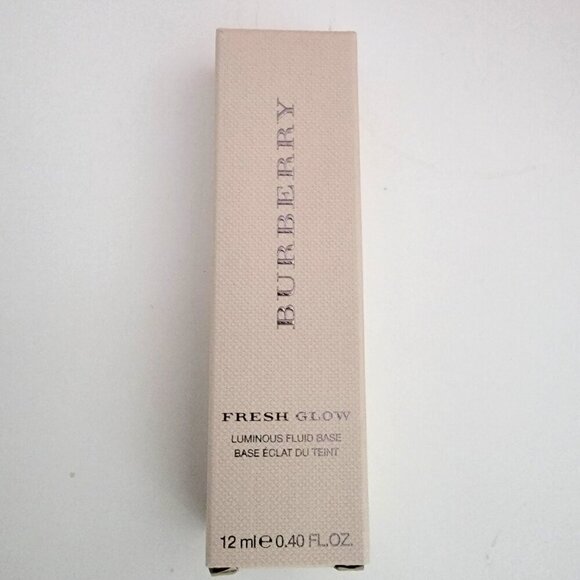 BURBERRY
FRESH GLOW
LUMINOUS FLUID BASE
BASE ÉCLAT DU TEINT
12 ml ℮ 0.40 FL.OZ.